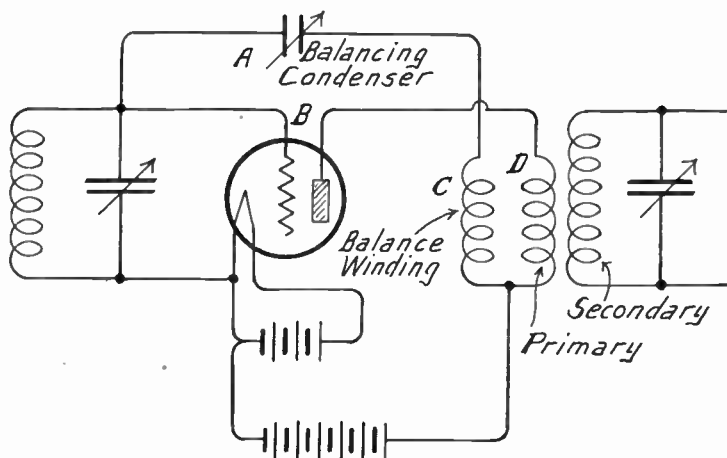 A
Balancing
Condenser
B
C
D
Balance
Winding
Secondary
Primary